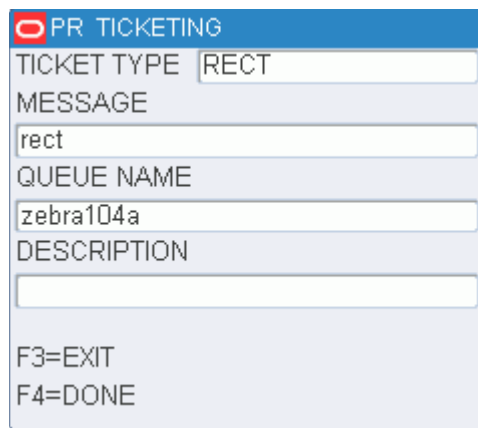 PR TICKETING
TICKET TYPE RECT
MESSAGE
rect
QUEUE NAME
zebra104a
DESCRIPTION
F3=EXIT
F4=DONE